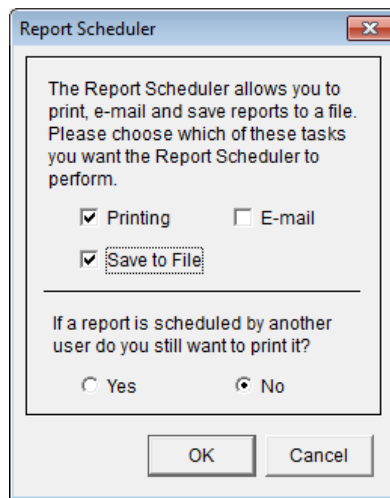 Report Scheduler
The Report Scheduler allows you to
print, e-mail and save reports to a file.
Please choose which of these tasks
you want the Report Scheduler to
perform.
Printing E-mail
Save to File
If a report is scheduled by another
user do you still want to print it?
Yes No
OK Cancel